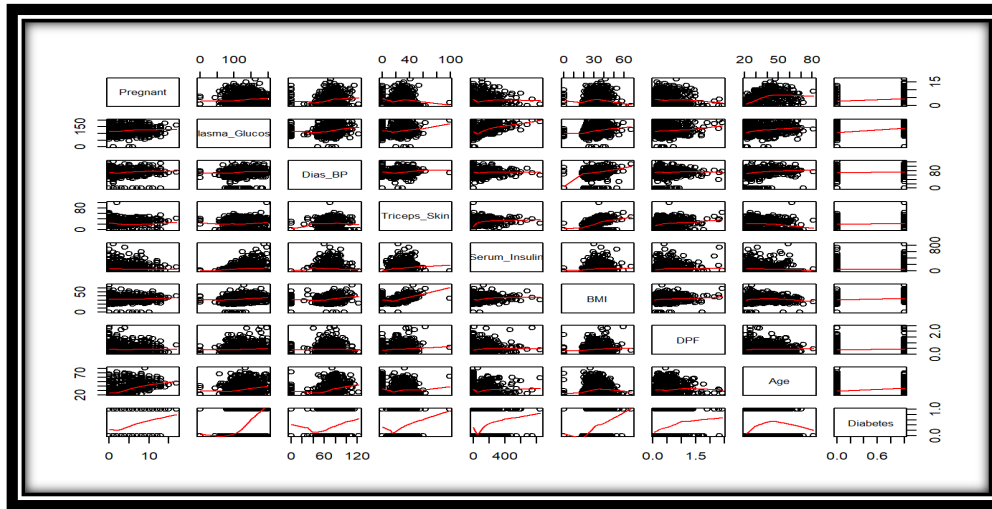 0 100 0 40 100 0 30 60 20 50 80
Pregnant 0 15
0 150 lasma_Glucos
Dias_BP 0 80
0 80 Triceps_Skin
Serum_Insulin 0 800
0 50 BMI
DPF 0.0 2.0
20 70 Age
Diabetes 0.0 1.0
0 10 0 60 120 0 400 0.0 1.5 0.0 0.6